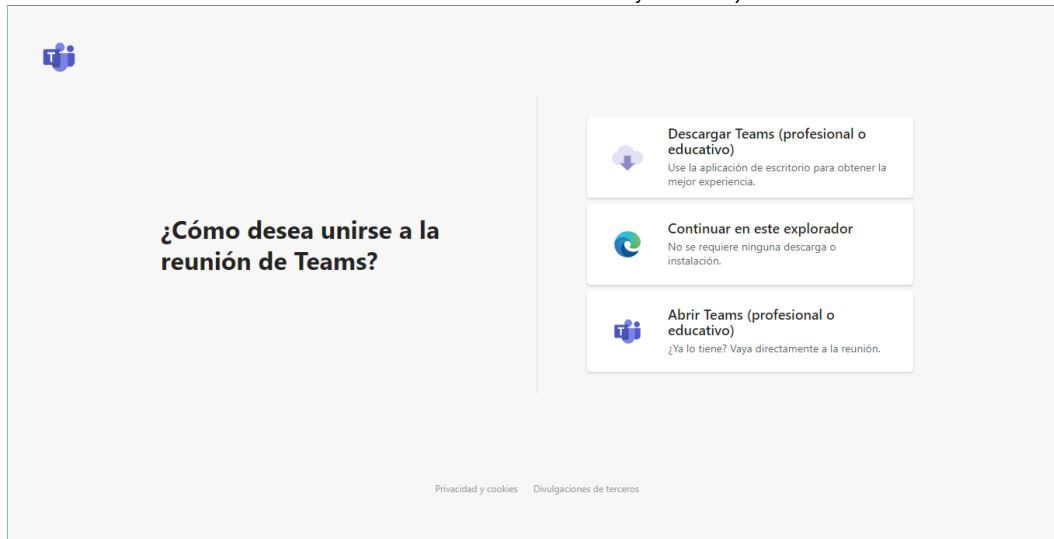 ¿Cómo desea unirse a la
reunión de Teams?
Descargar Teams (profesional o
educativo)
Use la aplicación de escritorio para obtener la
mejor experiencia.
Continuar en este explorador
No se requiere ninguna descarga o
instalación.
Abrir Teams (profesional o
educativo)
¿Ya lo tiene? Vaya directamente a la reunión.
Privacidad y cookies Divulgaciones de terceros